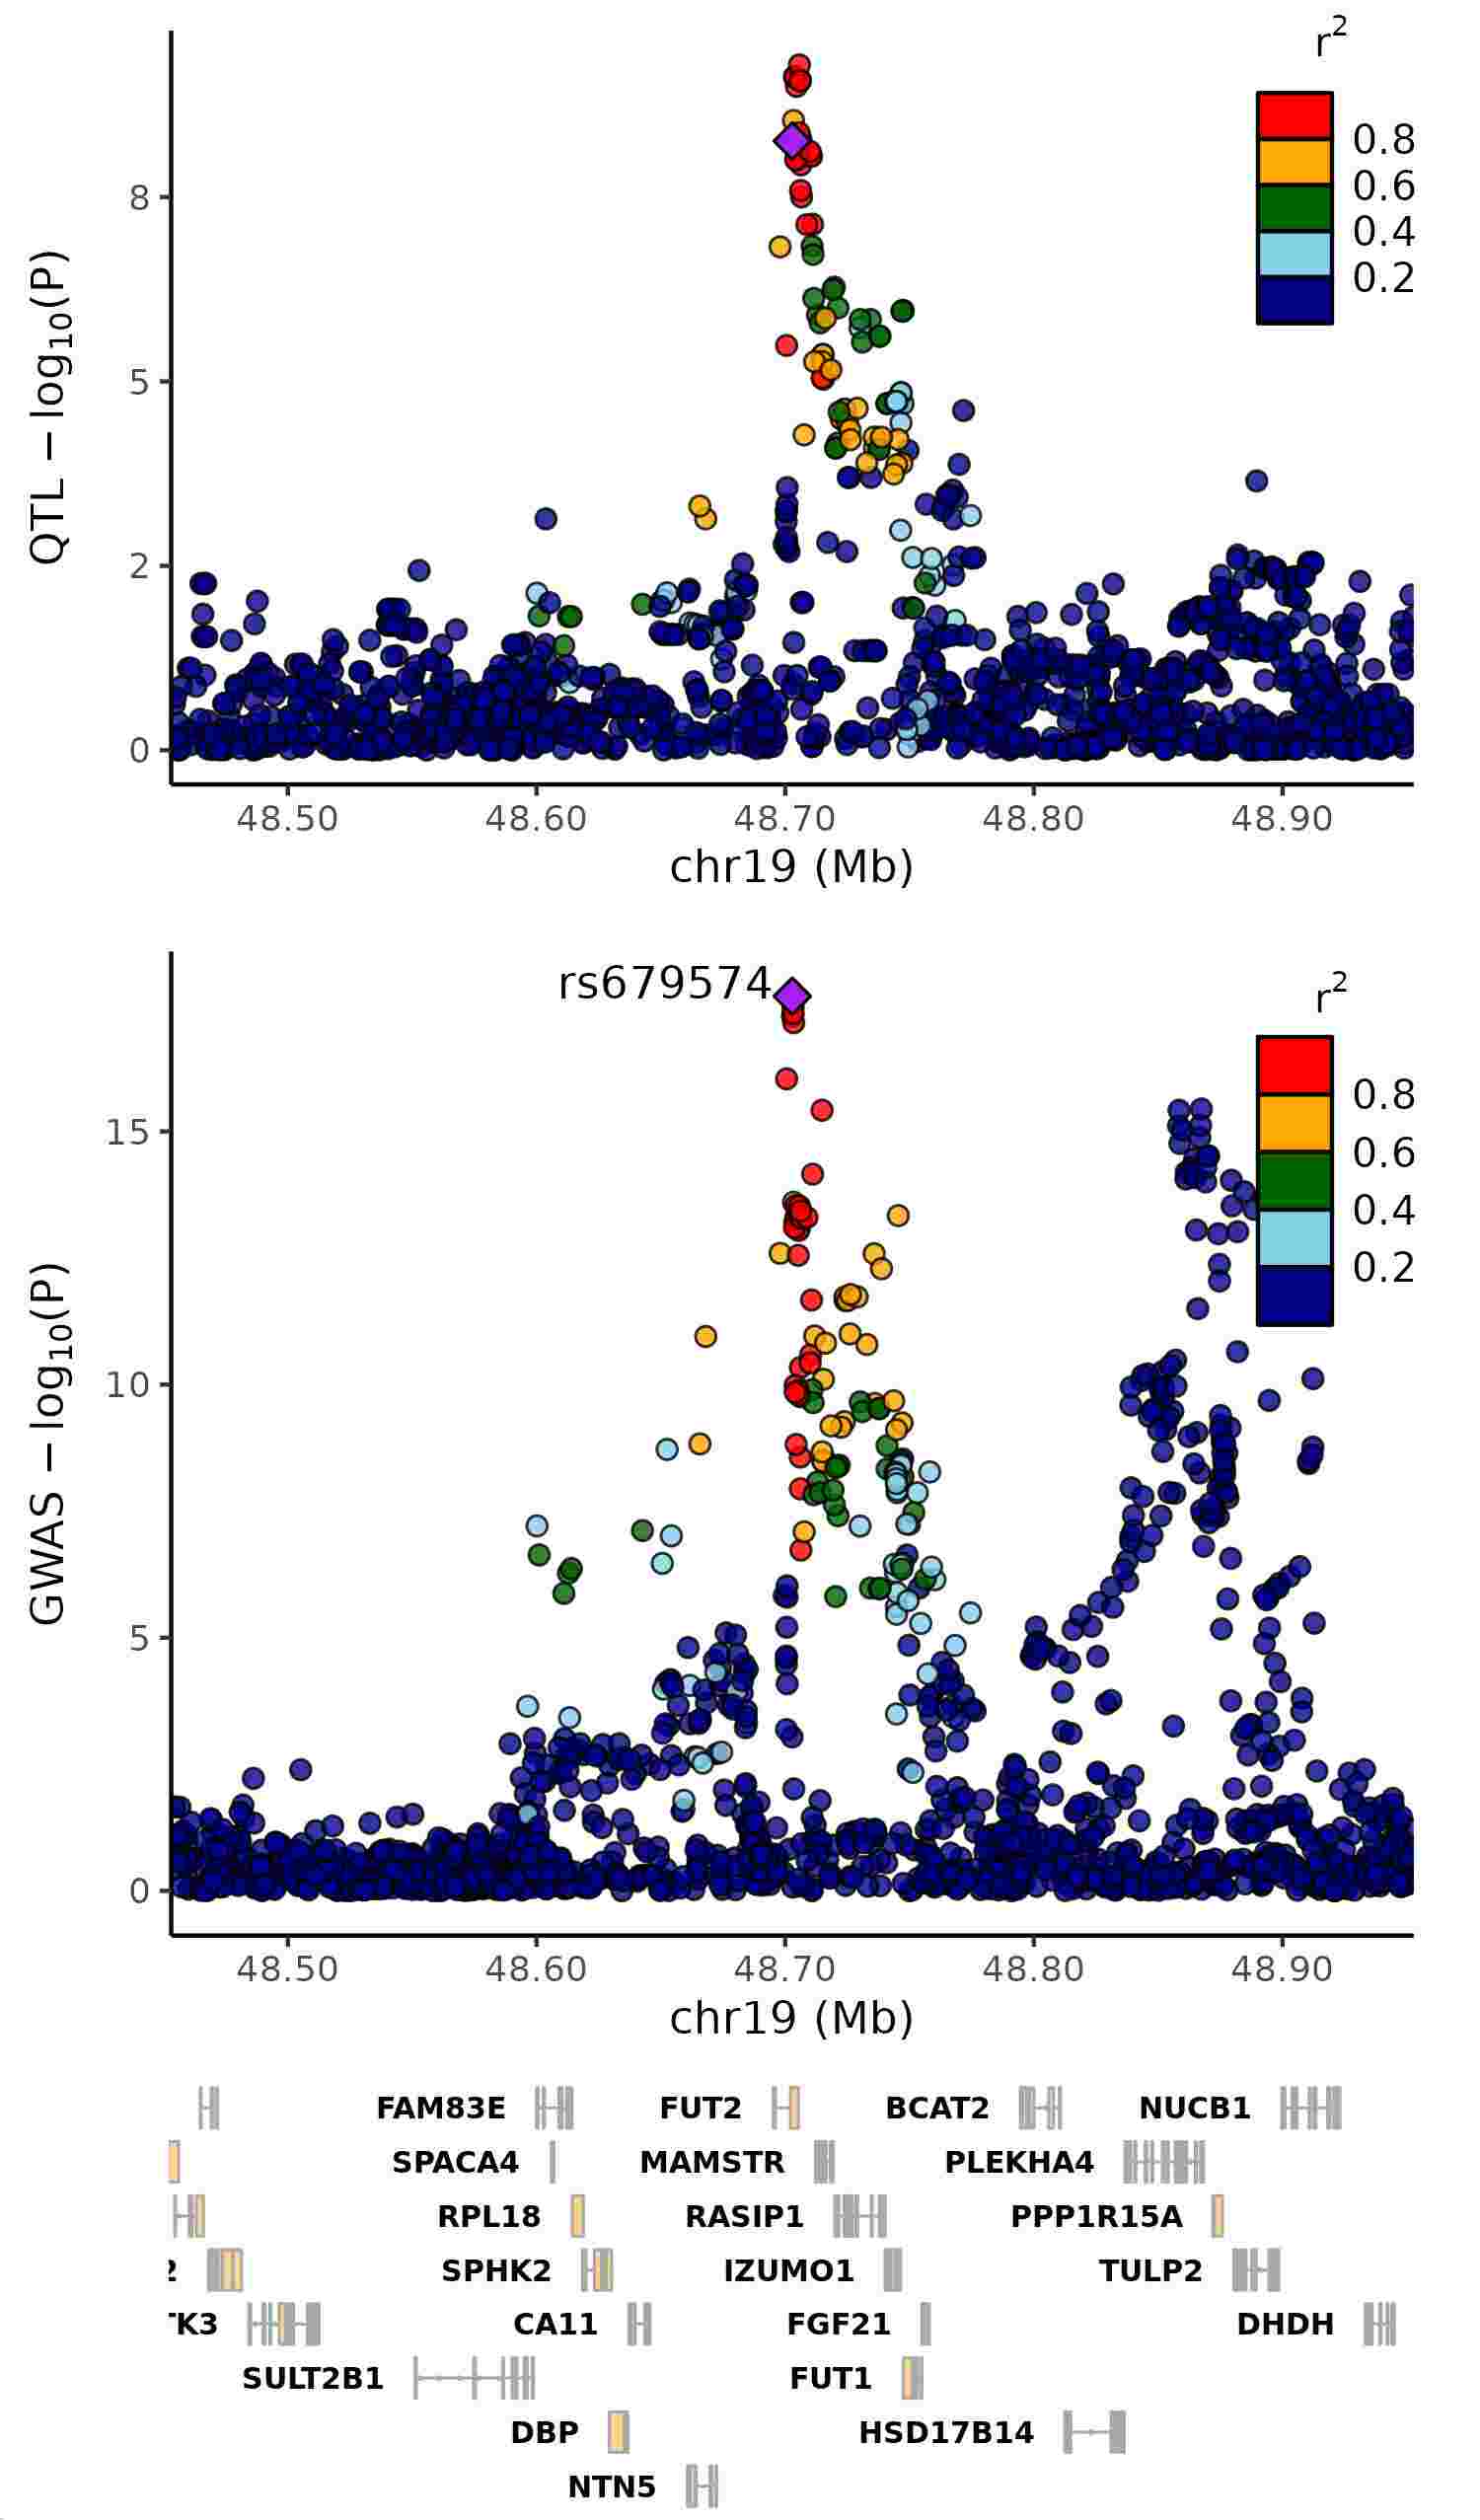 r2
0.8
0.6
0.4
0.2
8
5
2
0
QTL −log10(P)
48.50 48.60 48.70 48.80 48.90
chr19 (Mb)
rs679574
r2
0.8
0.6
0.4
0.2
15
10
5
0
GWAS −log10(P)
48.50 48.60 48.70 48.80 48.90
chr19 (Mb)
FAM83E FUT2 BCAT2 NUCB1
SPACA4 MAMSTR PLEKHA4
RPL18 RASIP1 PPP1R15A
2 SPHK2 IZUMO1 TULP2
TK3 CA11 FGF21 DHDH
SULT2B1 FUT1
DBP HSD17B14
NTN5